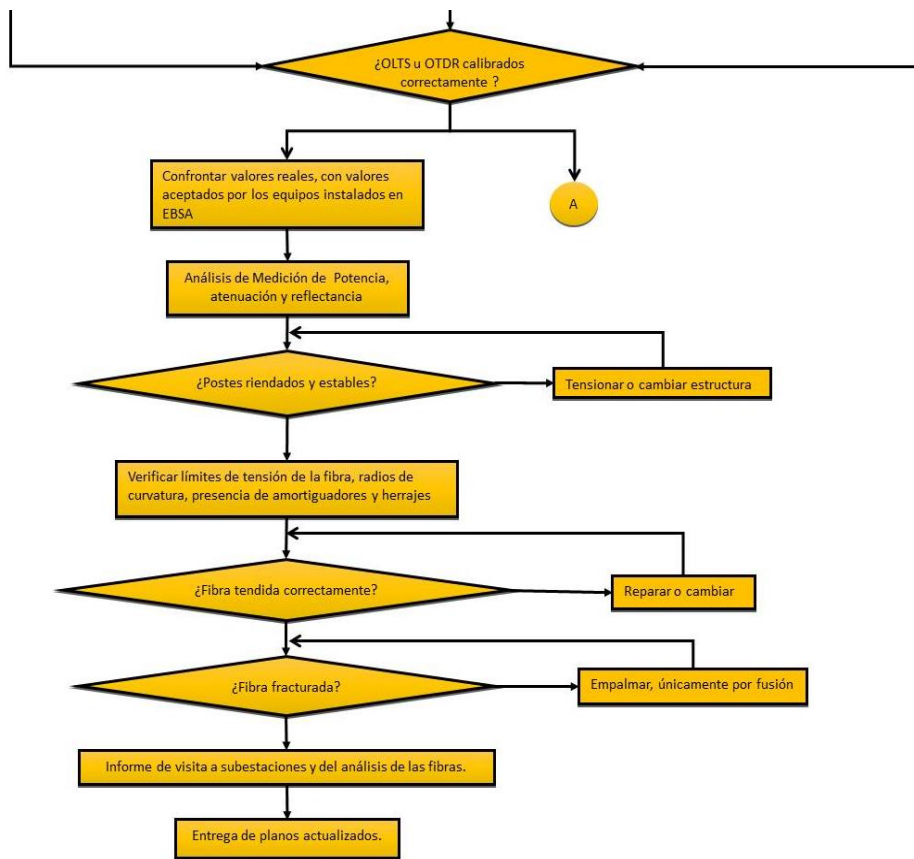 ¿OLTS u OTDR calibrados
correctamente ?
Confrontar valores reales, con valores
aceptados por los equipos instalados en
EBSA
A
Análisis de Medición de Potencia,
atenuación y reflectancia
¿Postes riendados y estables?
Tensionar o cambiar estructura
Verificar límites de tensión de la fibra, radios de
curvatura, presencia de amortiguadores y herrajes
¿Fibra tendida correctamente?
Reparar o cambiar
¿Fibra fracturada?
Empalmar, únicamente por fusión
Informe de visita a subestaciones y del análisis de las fibras.
Entrega de planos actualizados.